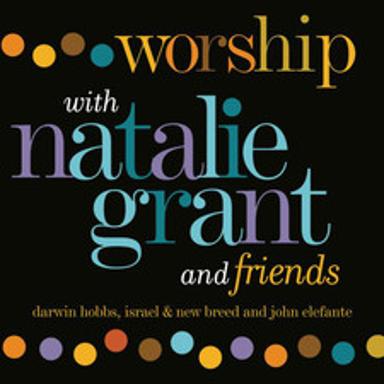 worship
with
natalie
grant
and friends
darwin hobbs, israel & new breed and john elefante